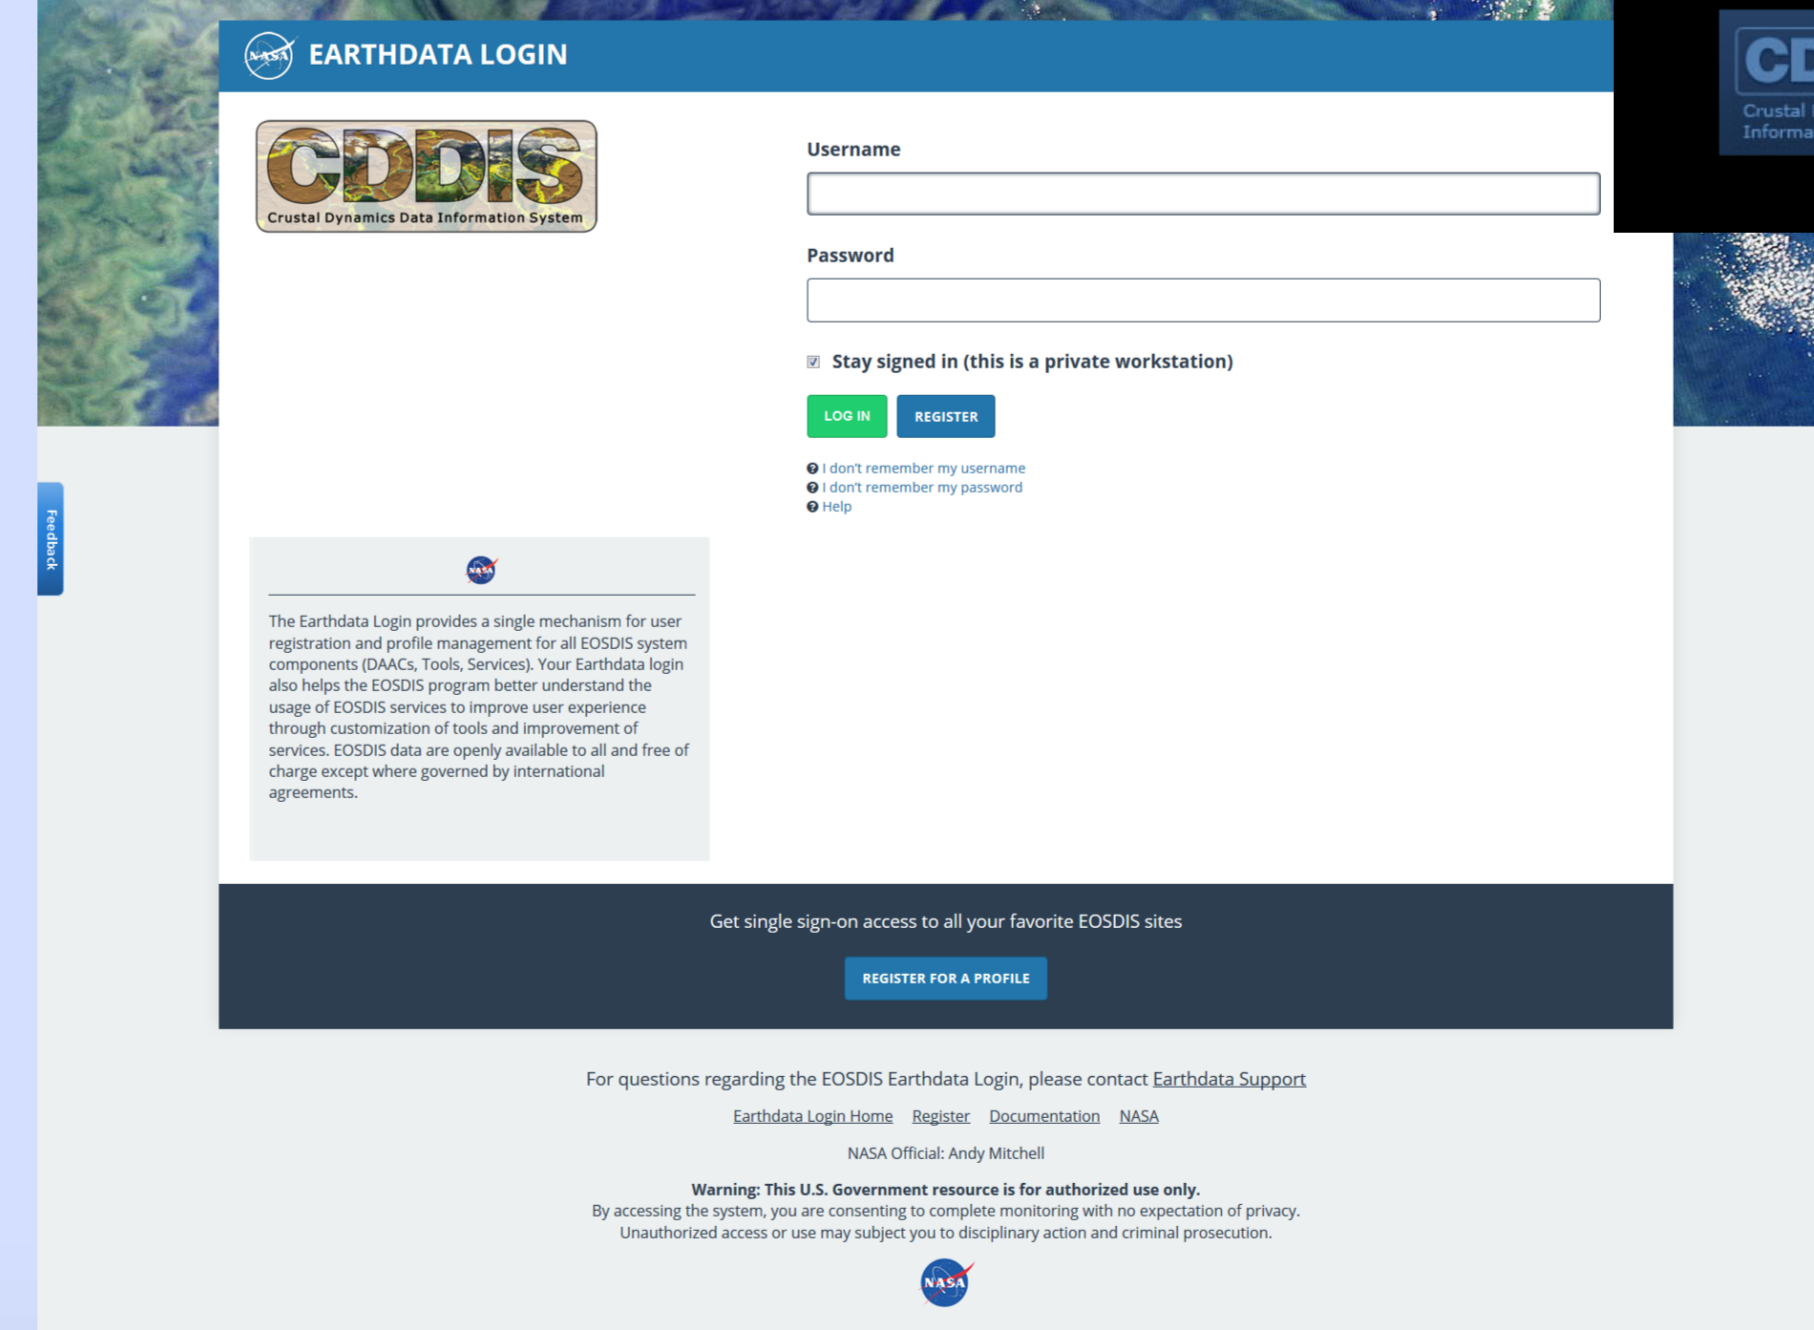 NASA EARTHDATA LOGIN
CDDIS
Crustal Dynamics Data Information System
Username
Password
Stay signed in (this is a private workstation)
LOG IN REGISTER
I don't remember my username
I don't remember my password
Help
Feedback
NASA
The Earthdata Login provides a single mechanism for user
registration and profile management for all EOSDIS system
components (DAACs, Tools, Services). Your Earthdata login
also helps the EOSDIS program better understand the
usage of EOSDIS services to improve user experience
through customization of tools and improvement of
services. EOSDIS data are openly available to all and free of
charge except where governed by international
agreements.
Get single sign-on access to all your favorite EOSDIS sites
REGISTER FOR A PROFILE
For questions regarding the EOSDIS Earthdata Login, please contact Earthdata Support
Earthdata Login Home Register Documentation NASA
NASA Official: Andy Mitchell
Warning: This U.S. Government resource is for authorized use only.
By accessing the system, you are consenting to complete monitoring with no expectation of privacy.
Unauthorized access or use may subject you to disciplinary action and criminal prosecution.
NASA
CD
Crustal
Informa